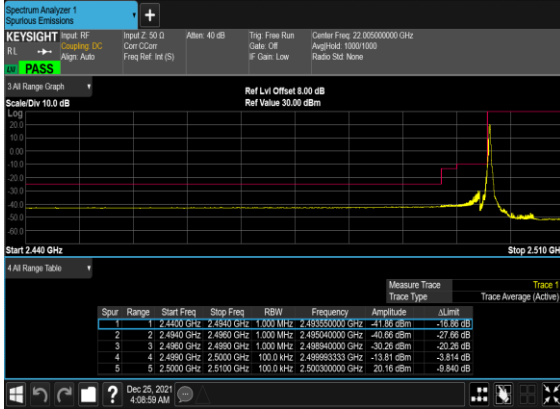 Spectrum Analyzer 1
Spurious Emissions
KEYSIGHT
RL
Input: RF
Coupling: DC
Align: Auto
Input Z: 50 Ω
Corr CCorr
Freq Ref: Int (S)
Atten: 40 dB
Trig: Free Run
Gate: Off
IF Gain: Low
Center Freq: 22.005000000 GHz
Avg|Hold: 1000/1000
Radio Std: None
PASS
3 All Range Graph
Scale/Div 10.0 dB
Ref Lvl Offset 8.00 dB
Ref Value 30.00 dBm
Log
20.0
10.0
0.00
-10.0
-20.0
-30.0
-40.0
-50.0
-60.0
Start 2.440 GHz
Stop 2.510 GH
4 All Range Table
Measure Trace Trace 1
Trace Type Trace Average (Active)
Spur Range Start Freq Stop Freq RBW Frequency Amplitude ΔLimit
1 1 2.4400 GHz 2.4940 GHz 1.000 MHz 2.493550000 GHz -41.86 dBm -16.86 dB
2 2 2.4940 GHz 2.4960 GHz 1.000 MHz 2.495040000 GHz -40.66 dBm -27.66 dB
3 3 2.4960 GHz 2.4990 GHz 1.000 MHz 2.498940000 GHz -30.26 dBm -20.26 dB
4 4 2.4990 GHz 2.5000 GHz 100.0 kHz 2.499993333 GHz -13.81 dBm -3.814 dB
5 5 2.5000 GHz 2.5100 GHz 100.0 kHz 2.500300000 GHz 20.16 dBm -9.840 dB
Dec 25, 2021
4:08:59 AM